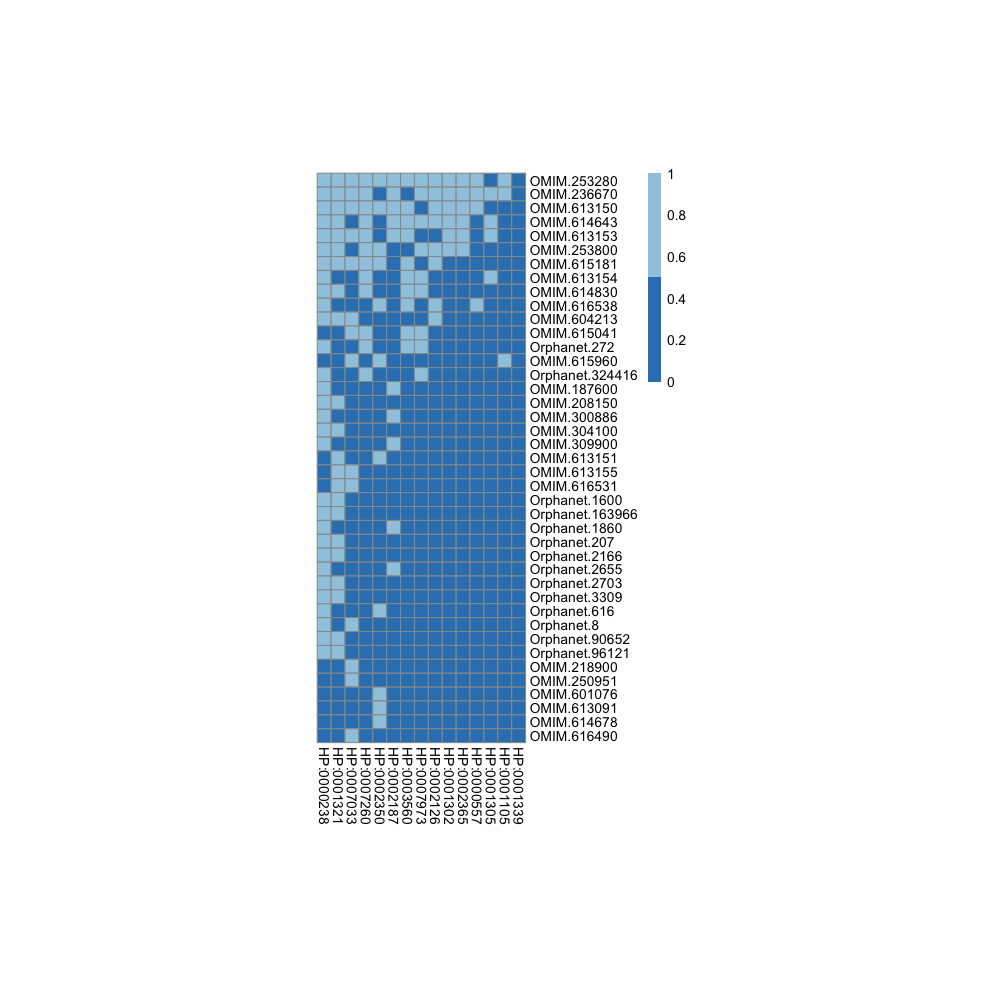 OMIM.253280
OMIM.236670
OMIM.613150
OMIM.614643
OMIM.613153
OMIM.253800
OMIM.615181
OMIM.613154
OMIM.614830
OMIM.616538
OMIM.604213
OMIM.615041
Orphanet.272
OMIM.615960
Orphanet.324416
OMIM.187600
OMIM.208150
OMIM.300886
OMIM.304100
OMIM.309900
OMIM.613151
OMIM.613155
OMIM.616531
Orphanet.1600
Orphanet.163966
Orphanet.1860
Orphanet.207
Orphanet.2166
Orphanet.2655
Orphanet.2703
Orphanet.3309
Orphanet.616
Orphanet.8
Orphanet.90652
Orphanet.96121
OMIM.218900
OMIM.250951
OMIM.601076
OMIM.613091
OMIM.614678
OMIM.616490
HP:0000238
HP:0001321
HP:0007033
HP:0007260
HP:0002350
HP:0002187
HP:0003560
HP:0007973
HP:0002126
HP:0001302
HP:0002365
HP:0000557
HP:0001305
HP:0001105
HP:0001339
1
0.8
0.6
0.4
0.2
0